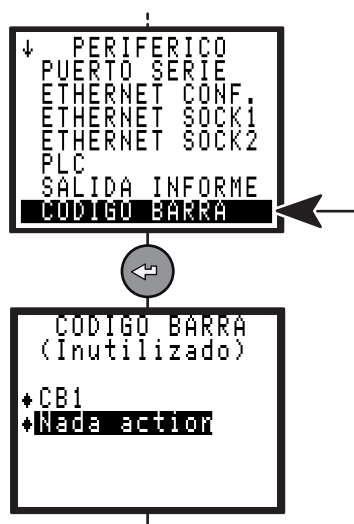 PERIFERICO
PUERTO SERIE
ETHERNET CONF.
ETHERNET SOCK1
ETHERNET SOCK2
PLC
SALIDA INFORME
CODIGO BARRA
CODIGO BARRA
(Inutilizado)
CB1
Nada action